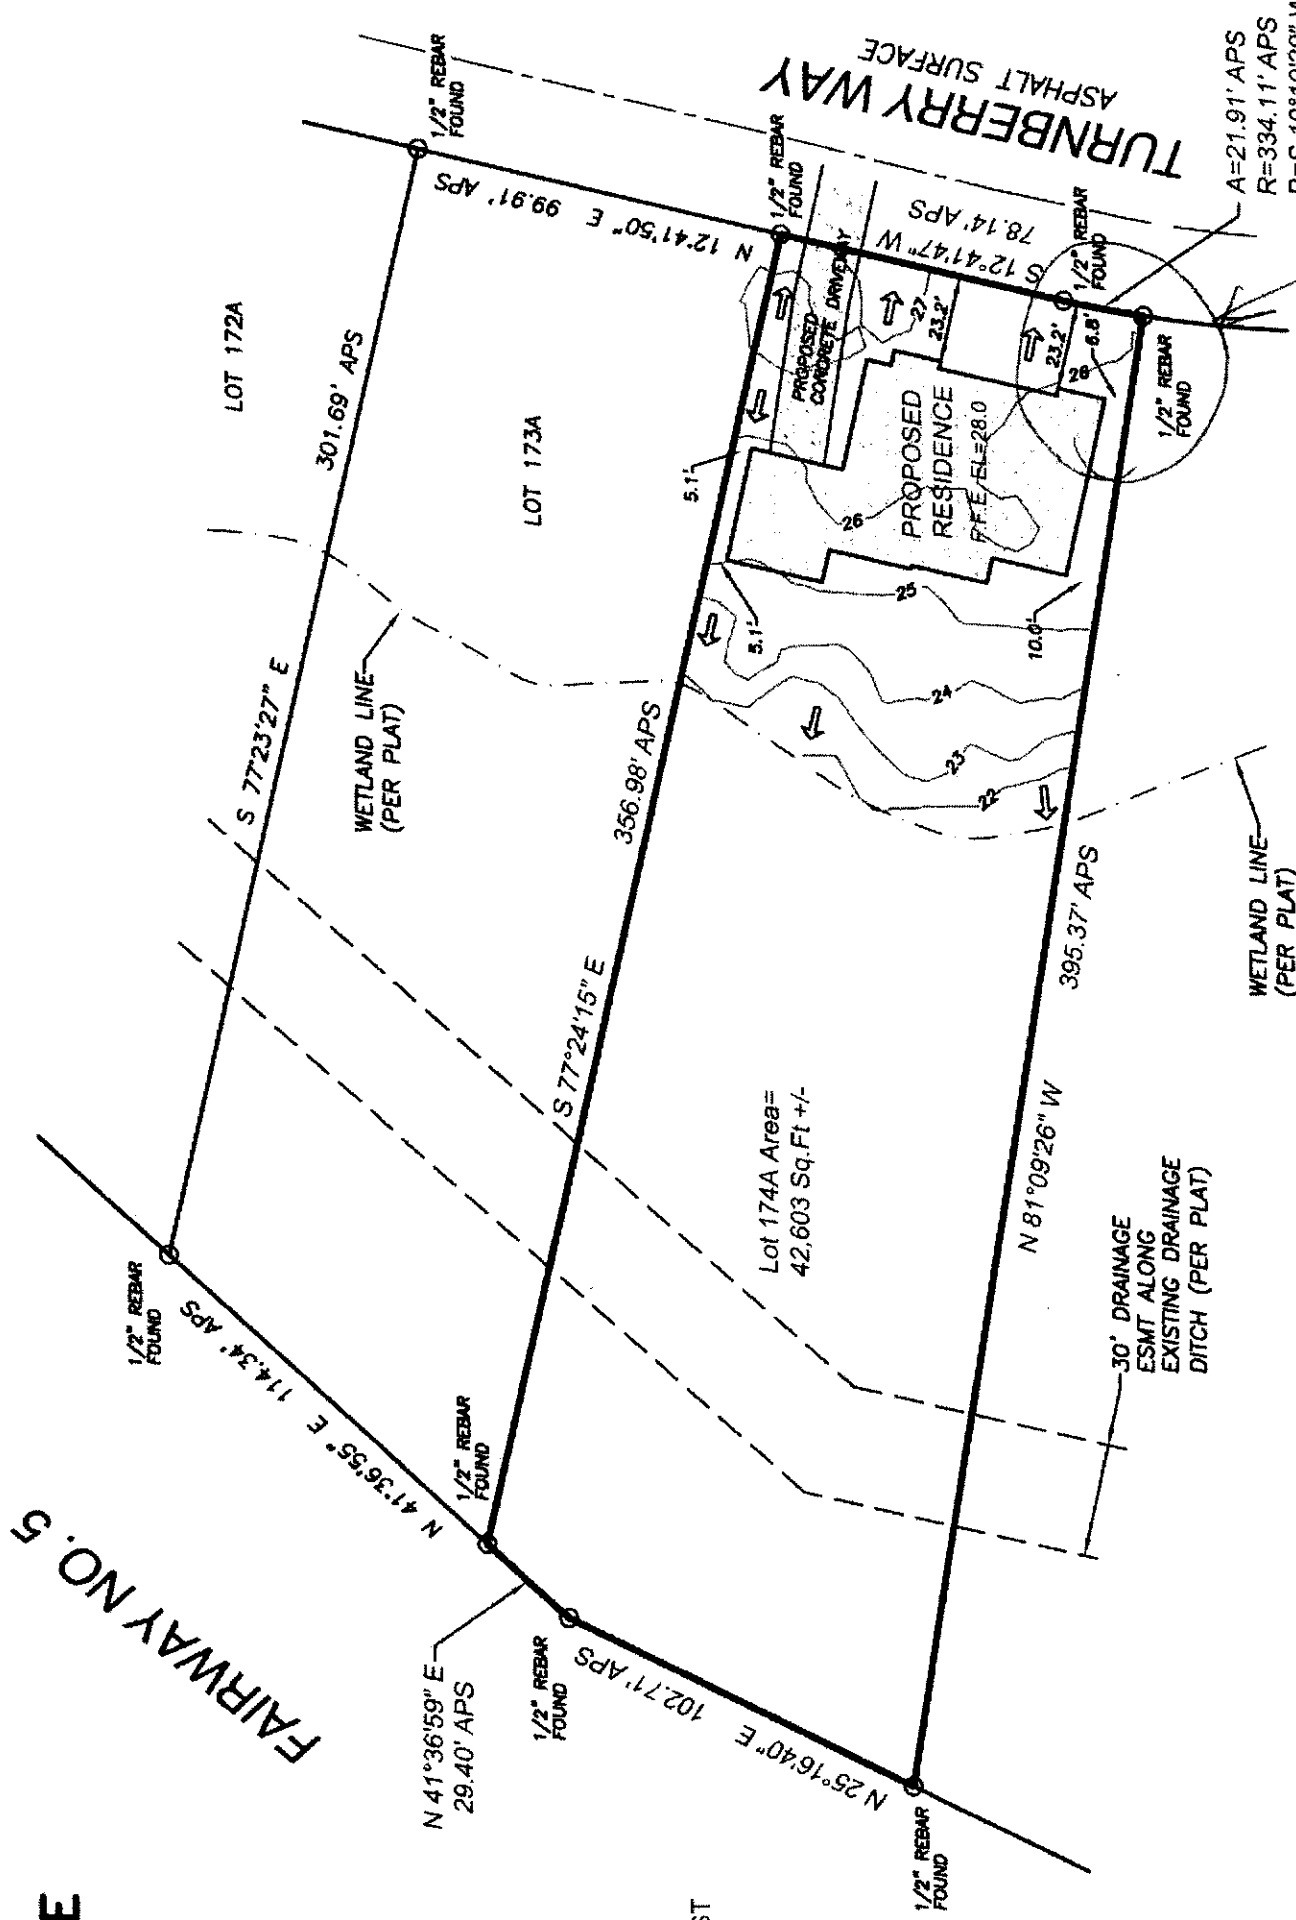 E
FAIRWAY NO. 5
N 41°36'59" E
29.40' APS
1/2" REBAR
FOUND
N 41°36'55" E 114.34' APS
1/2" REBAR
FOUND
1/2" REBAR
FOUND
N 25°16'40" E 102.71' APS
1/2" REBAR
FOUND
ST
LOT 172A
S 77°23'27" E
301.69' APS
1/2" REBAR
FOUND
WETLAND LINE
(PER PLAT)
LOT 173A
N 12°41'50" E 99.91' APS
TURNBERRY WAY
ASPHALT SURFACE
1/2" REBAR
FOUND
S 77°24'15" E
356.98' APS
5.1'
5.1'
PROPOSED
CONCRETE DRIVEWAY
S 12°41'47" W
78.14' APS
1/2" REBAR
FOUND
27
23.2'
23.2'
6.8'
26
26
25
24
23
22
10.0'
PROPOSED
RESIDENCE
F.F.E. EL=28.0
1/2" REBAR
FOUND
A=21.91' APS
R=334.11' APS
Lot 174A Area=
42,603 Sq.Ft +/-
N 81°09'26" W
395.37' APS
30' DRAINAGE
ESMT ALONG
EXISTING DRAINAGE
DITCH (PER PLAT)
WETLAND LINE
(PER PLAT)